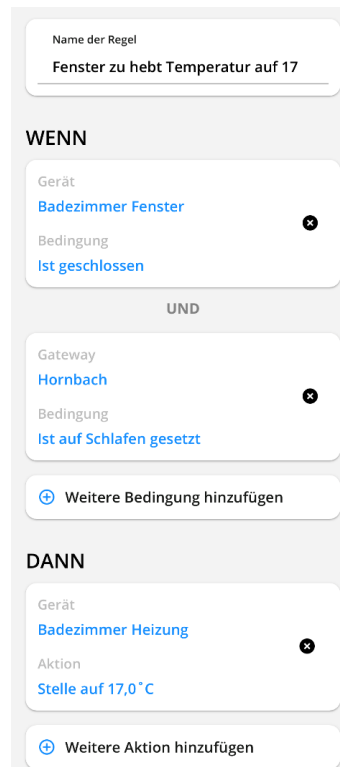 Name der Regel
Fenster zu hebt Temperatur auf 17
WENN
Gerät
Badezimmer Fenster
Bedingung
Ist geschlossen
UND
Gateway
Hornbach
Bedingung
Ist auf Schlafen gesetzt
Weitere Bedingung hinzufügen
DANN
Gerät
Badezimmer Heizung
Aktion
Stelle auf 17,0˚C
Weitere Aktion hinzufügen